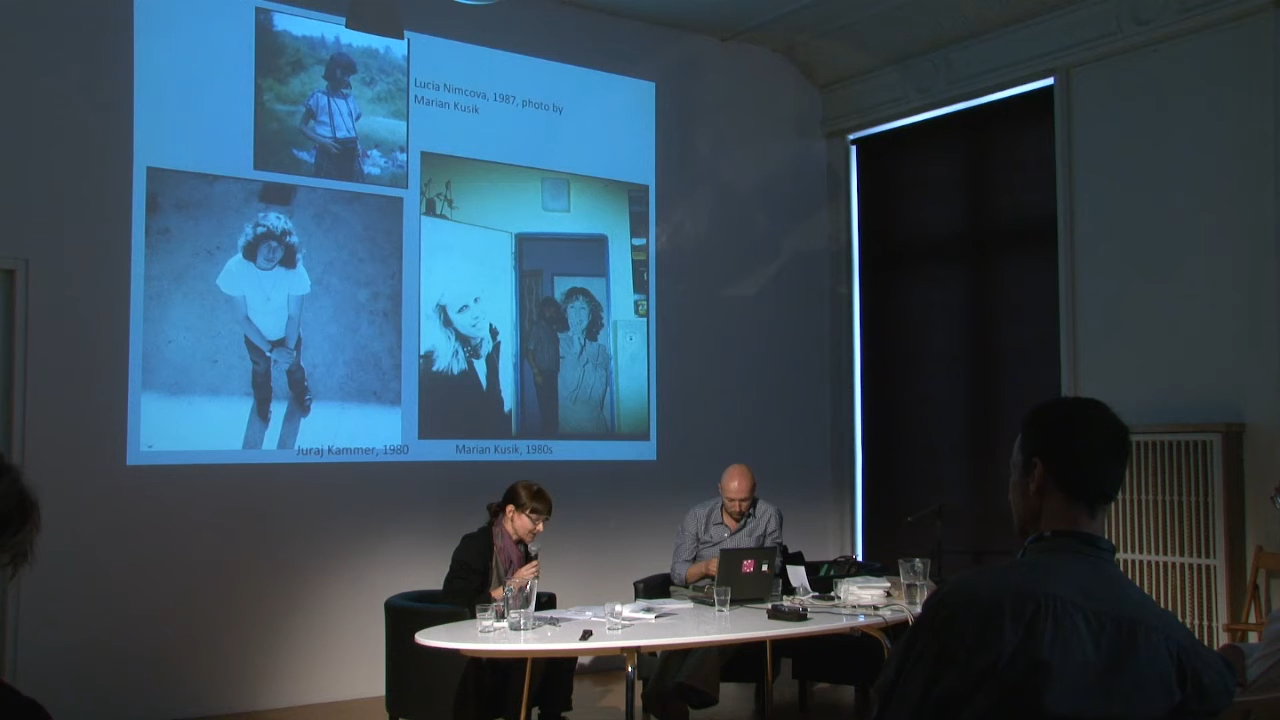 Lucia Nimcova, 1987, photo by
Marian Kusik
Juraj Kammer, 1980
Marian Kusik, 1980s